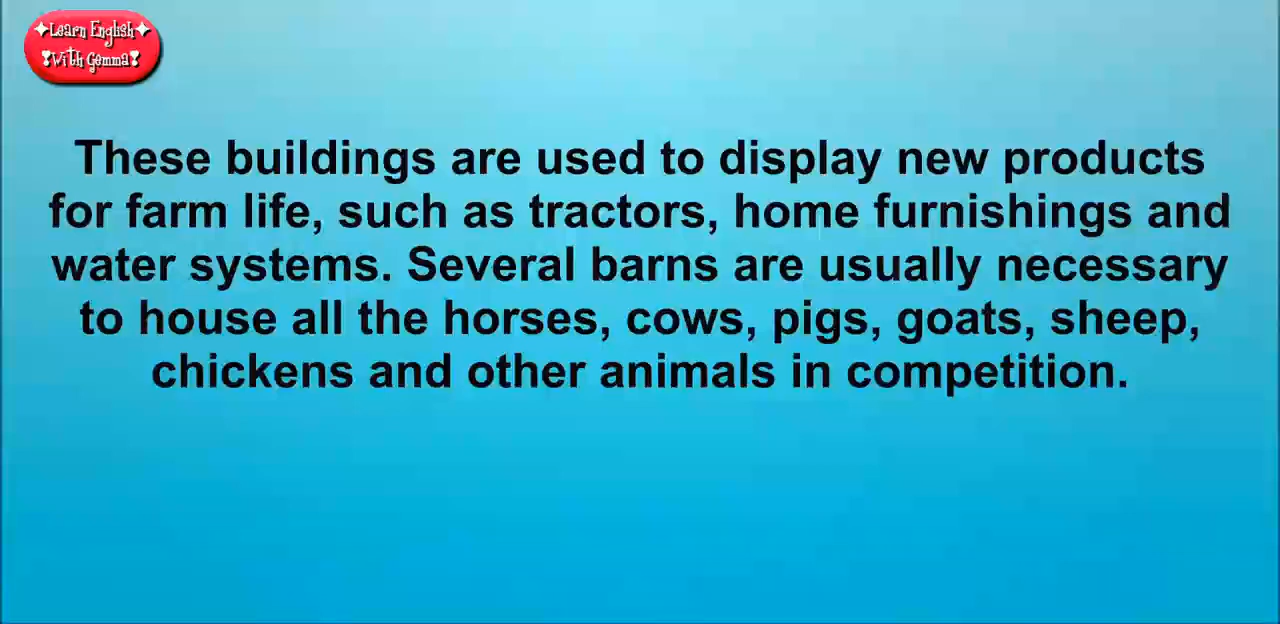 Learn English
With Gemma
These buildings are used to display new products
for farm life, such as tractors, home furnishings and
water systems. Several barns are usually necessary
to house all the horses, cows, pigs, goats, sheep,
chickens and other animals in competition.